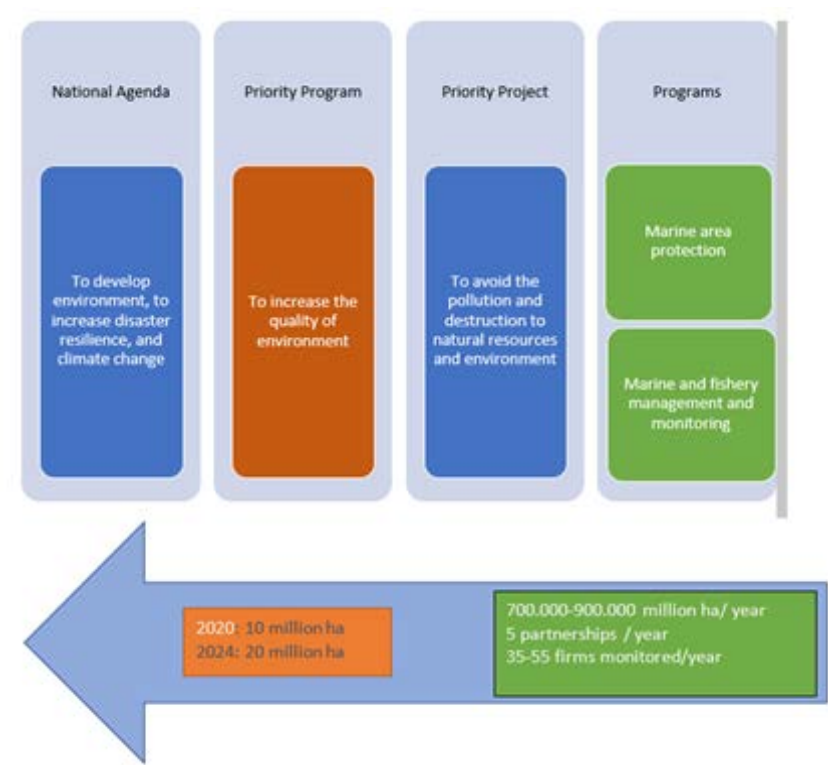 National Agenda
Priority Program
Priority Project
Programs
To develop
environment, to
increase disaster
resilience, and
climate change
To increase the
quality of
environment
To avoid the
pollution and
destruction to
natural resources
and environment
Marine area
protection
Marine and fishery
management and
monitoring
2020: 10 million ha
2024: 20 million ha
700.000-900.000 million ha/ year
5 partnerships / year
35-55 firms monitored/year